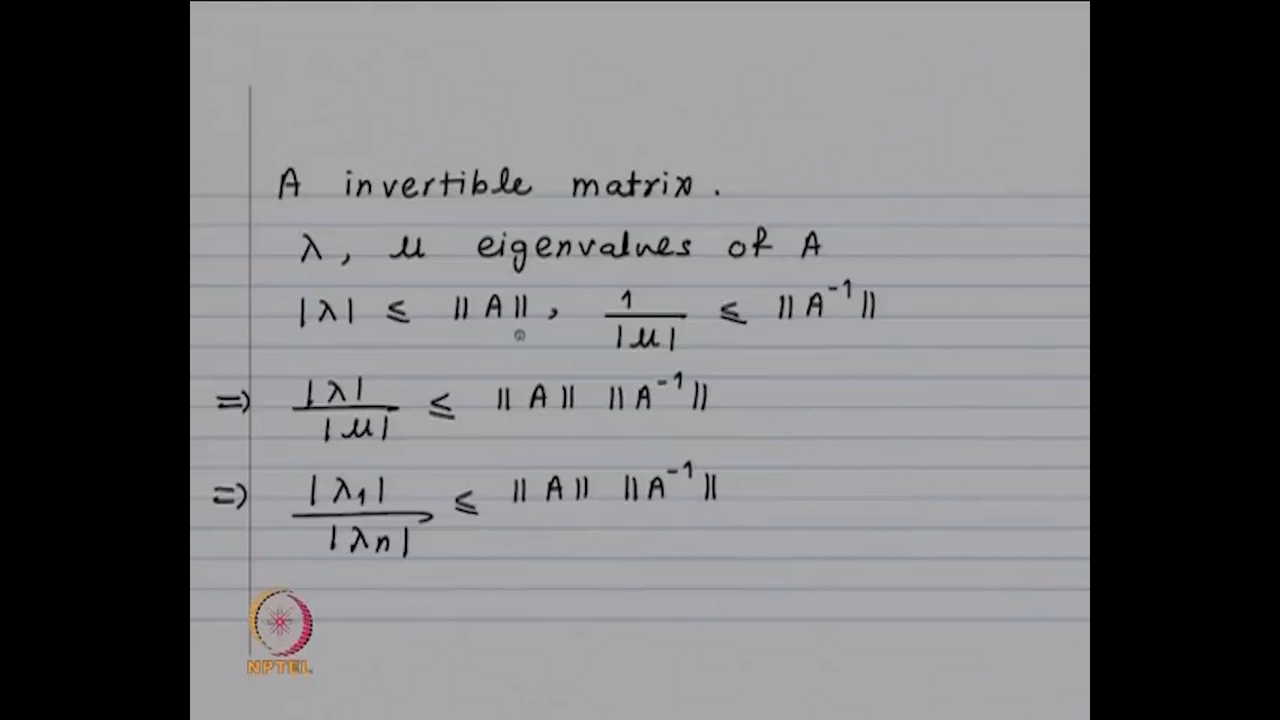 A invertible matrix.
λ, μ eigenvalues of A
|λ| ≤ ||A||, 1/|μ| ≤ ||A⁻¹||
⇒ |λ|/|μ| ≤ ||A|| ||A⁻¹||
⇒ |λ₁|/|λn| ≤ ||A|| ||A⁻¹||
NPTEL